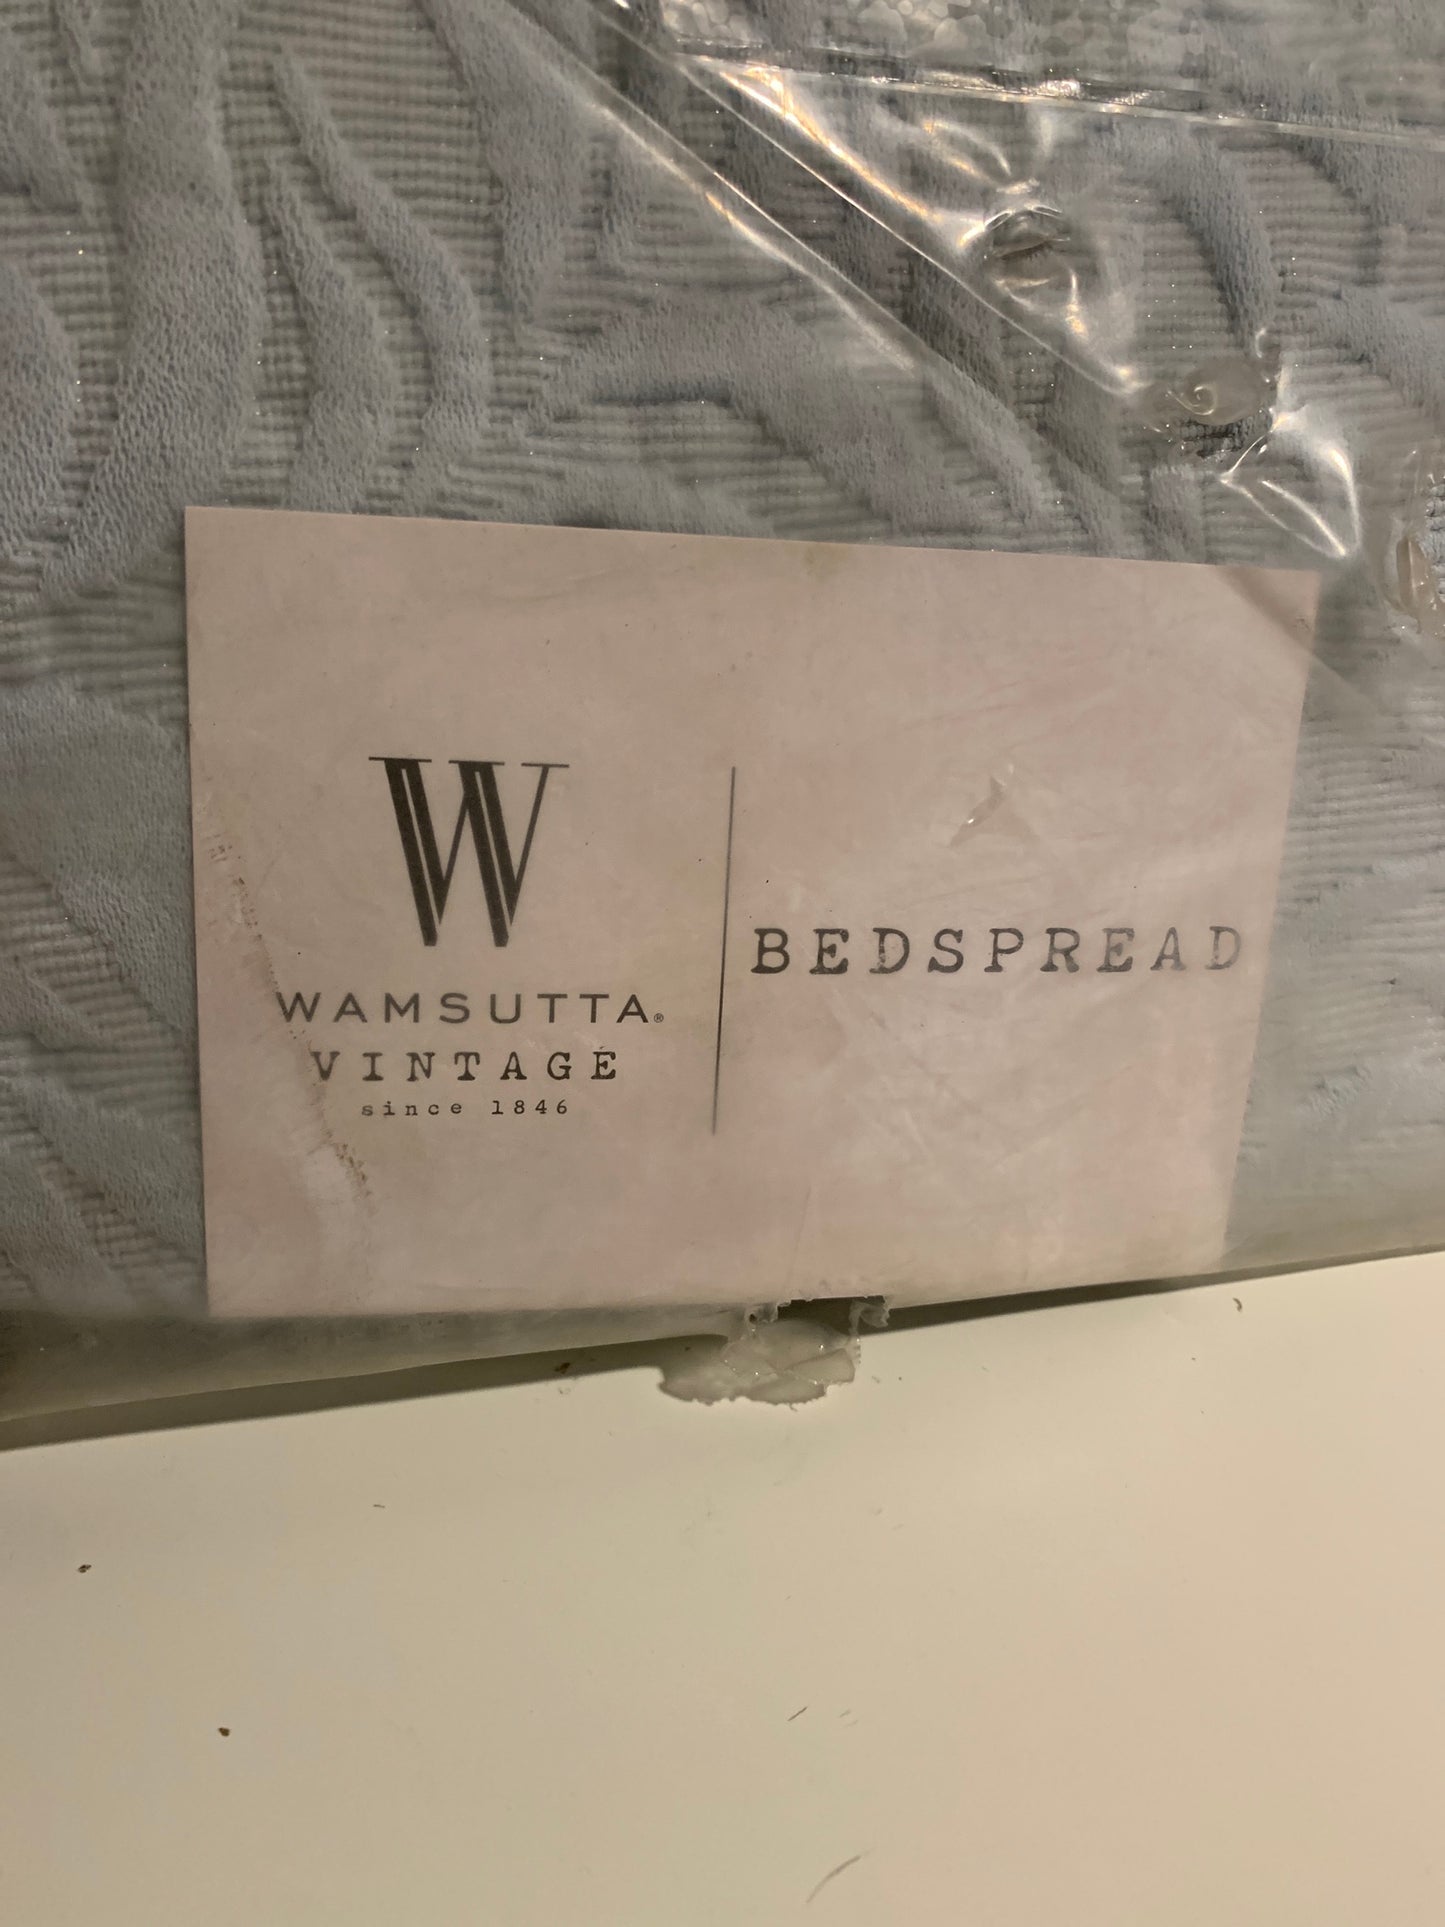 W
WAMSUTTA®
VINTAGE
since 1846
BEDSPREAD